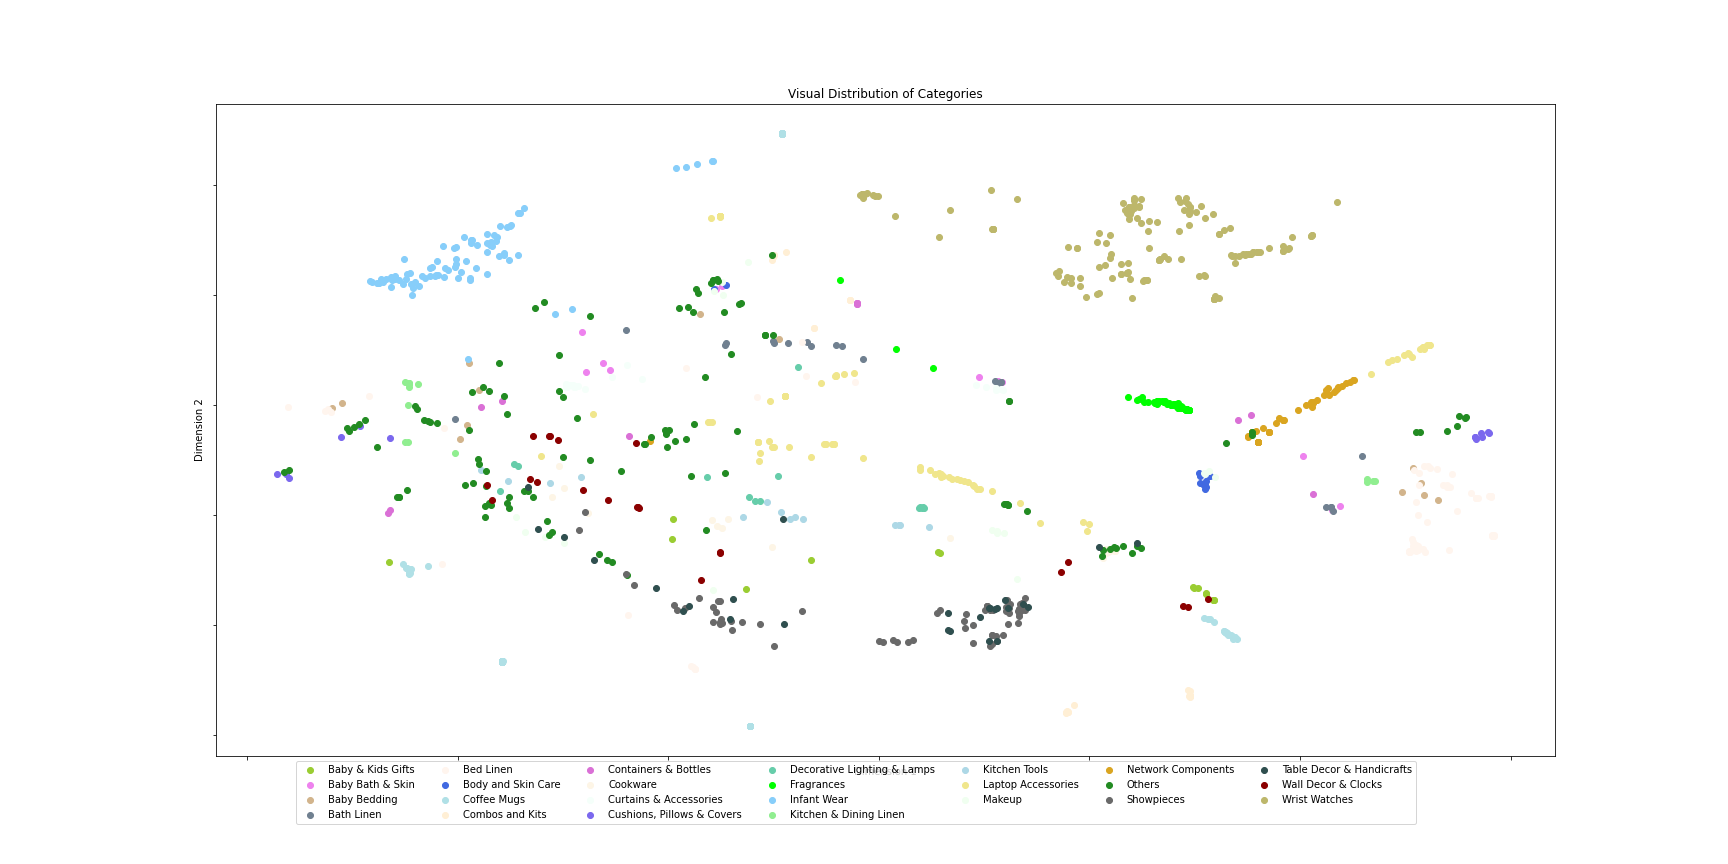 Visual Distribution of Categories
Dimension 2
Baby & Kids Gifts
Baby Bath & Skin
Baby Bedding
Bath Linen
Bed Linen
Body and Skin Care
Coffee Mugs
Combos and Kits
Containers & Bottles
Cookware
Curtains & Accessories
Cushions, Pillows & Covers
Decorative Lighting & Lamps
Fragrances
Infant Wear
Kitchen & Dining Linen
Kitchen Tools
Laptop Accessories
Makeup
Network Components
Others
Showpieces
Table Decor & Handicrafts
Wall Decor & Clocks
Wrist Watches